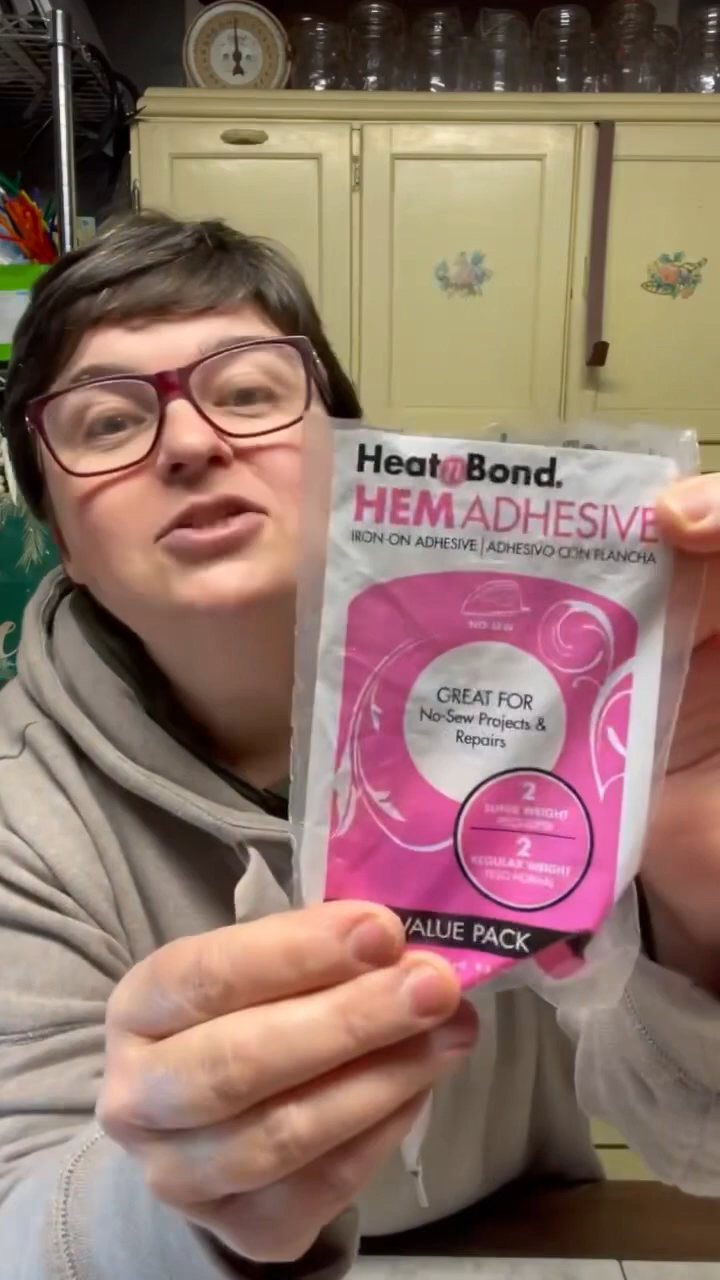 HeatnBond.
HEM ADHESIVE
IRON-ON ADHESIVE | ADHESIVO CON PLANCHA
NO-SEW
GREAT FOR
No-Sew Projects &
Repairs
2
SUPER WEIGHT
2
REGULAR WEIGHT
PESO NORMAL
VALUE PACK